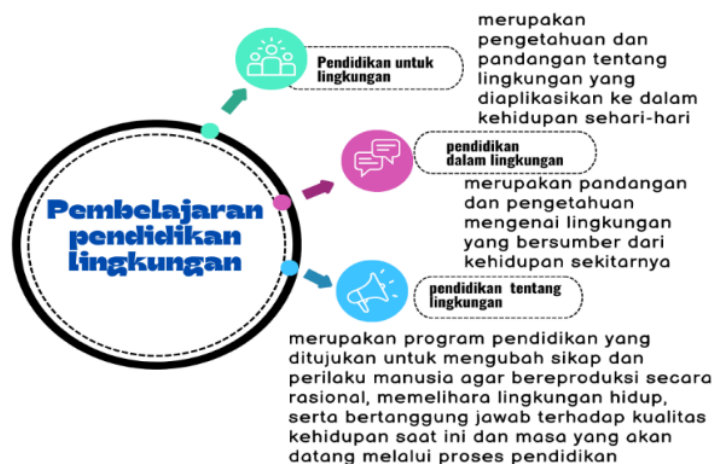 Pembelajaran
pendidikan
lingkungan
Pendidikan untuk
lingkungan
merupakan
pengetahuan dan
pandangan tentang
lingkungan yang
diaplikasikan ke dalam
kehidupan sehari-hari
pendidikan
dalam lingkungan
merupakan pandangan
dan pengetahuan
mengenai lingkungan
yang bersumber dari
kehidupan sekitarnya
pendidikan tentang
lingkungan
merupakan program pendidikan yang
ditujukan untuk mengubah sikap dan
perilaku manusia agar bereproduksi secara
rasional, memelihara lingkungan hidup,
serta bertanggung jawab terhadap kualitas
kehidupan saat ini dan masa yang akan
datang melalui proses pendidikan